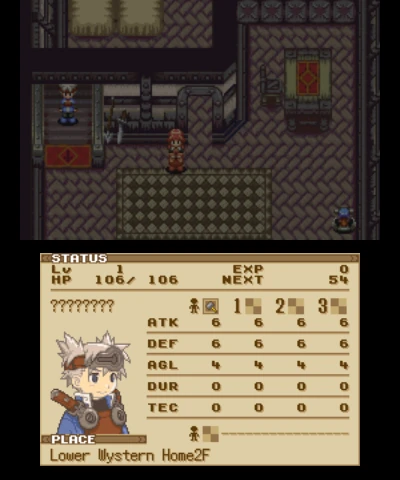 STATUS
Lv 1 EXP 0
HP 106/ 106 NEXT 54
????????
1 2 3
ATK 6 6 6 6
DEF 6 6 6 6
AGL 4 4 4 4
DUR 0 0 0 0
TEC 0 0 0 0
PLACE
Lower Wystern Home2F